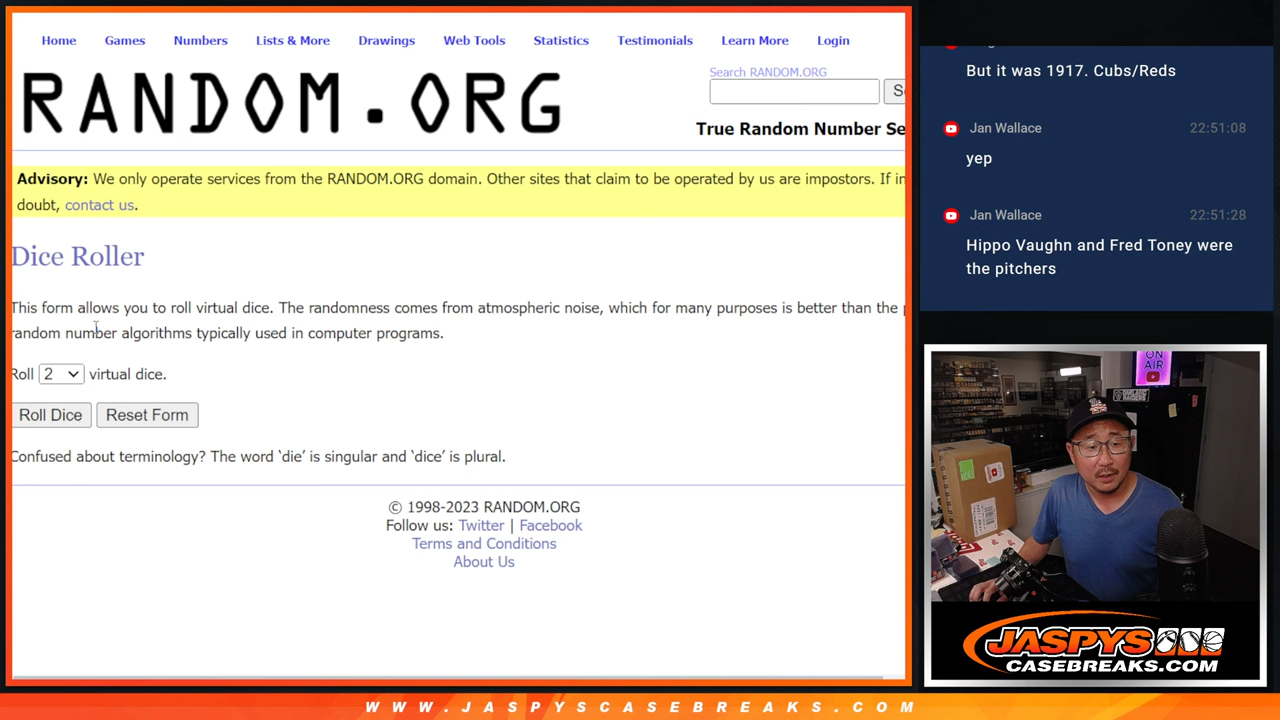 Home Games Numbers Lists & More Drawings Web Tools Statistics Testimonials Learn More Login
RANDOM.ORG
Search RANDOM.ORG
True Random Number Se
Advisory: We only operate services from the RANDOM.ORG domain. Other sites that claim to be operated by us are impostors. If in
doubt, contact us.
Dice Roller
This form allows you to roll virtual dice. The randomness comes from atmospheric noise, which for many purposes is better than the
random number algorithms typically used in computer programs.
Roll 2 virtual dice.
Roll Dice Reset Form
Confused about terminology? The word ‘die’ is singular and ‘dice’ is plural.
© 1998-2023 RANDOM.ORG
Follow us: Twitter | Facebook
Terms and Conditions
About Us
But it was 1917. Cubs/Reds
Jan Wallace 22:51:08
yep
Jan Wallace 22:51:28
Hippo Vaughn and Fred Toney were
the pitchers
ON
AIR
JASPYS
CASEBREAKS.COM
WWW.JASPYSCASEBREAKS.COM